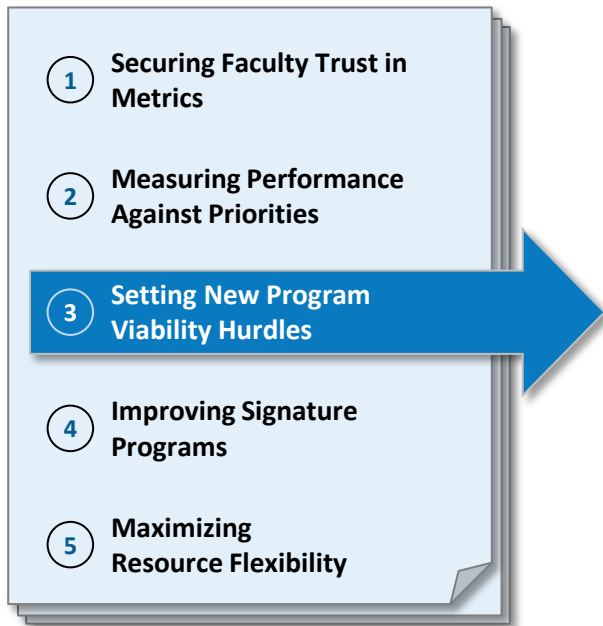 1
Securing Faculty Trust in
Metrics
2
Measuring Performance
Against Priorities
3
Setting New Program
Viability Hurdles
4
Improving Signature
Programs
5
Maximizing
Resource Flexibility